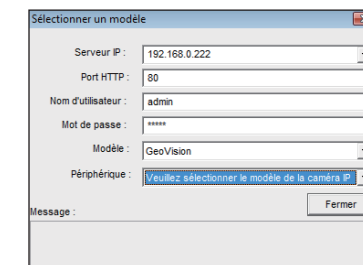 Sélectionner un modèle
Serveur IP : 192.168.0.222
Port HTTP : 80
Nom d'utilisateur : admin
Mot de passe : *****
Modèle : GeoVision
Périphérique : Veuillez sélectionner le modèle de la caméra IP
Fermer
Message :